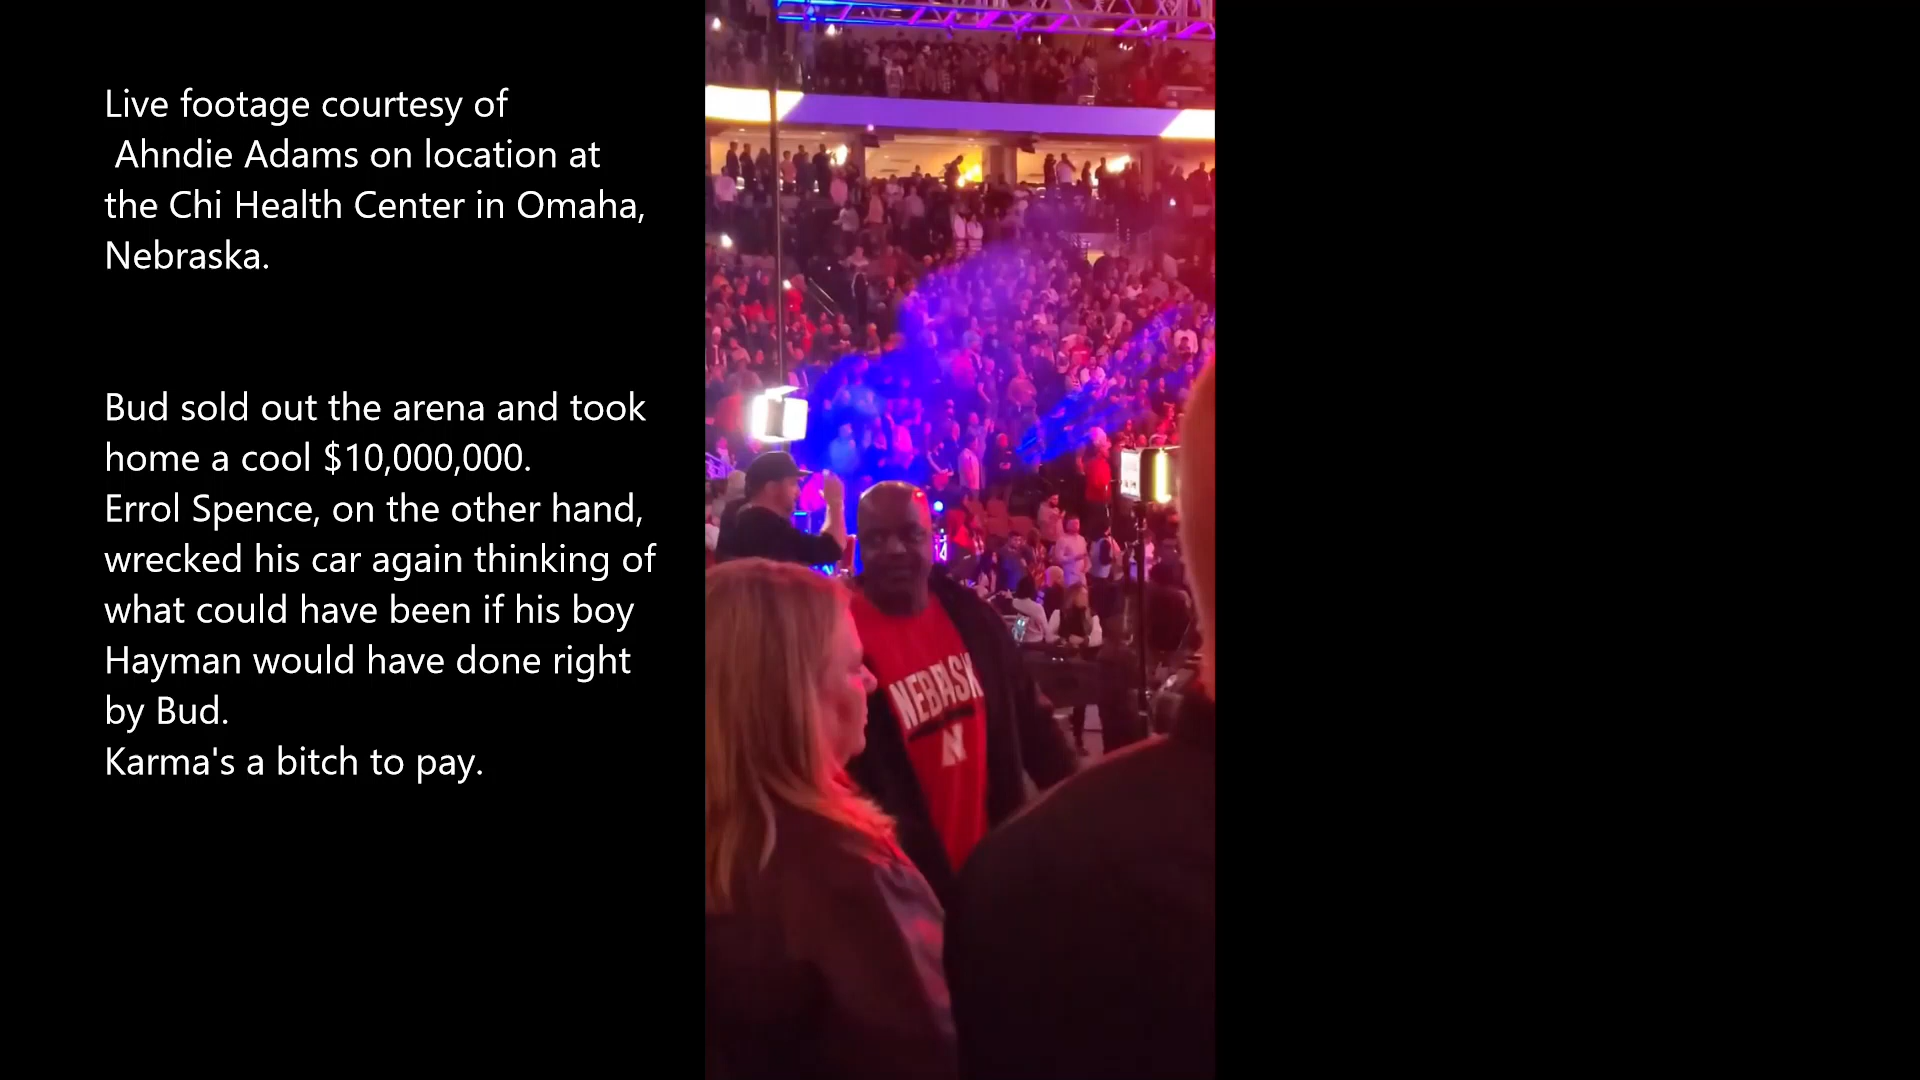 Live footage courtesy of
Ahndie Adams on location at
the Chi Health Center in Omaha,
Nebraska.
Bud sold out the arena and took
home a cool $10,000,000.
Errol Spence, on the other hand,
wrecked his car again thinking of
what could have been if his boy
Hayman would have done right
by Bud.
Karma's a bitch to pay.
NEBRASK
N